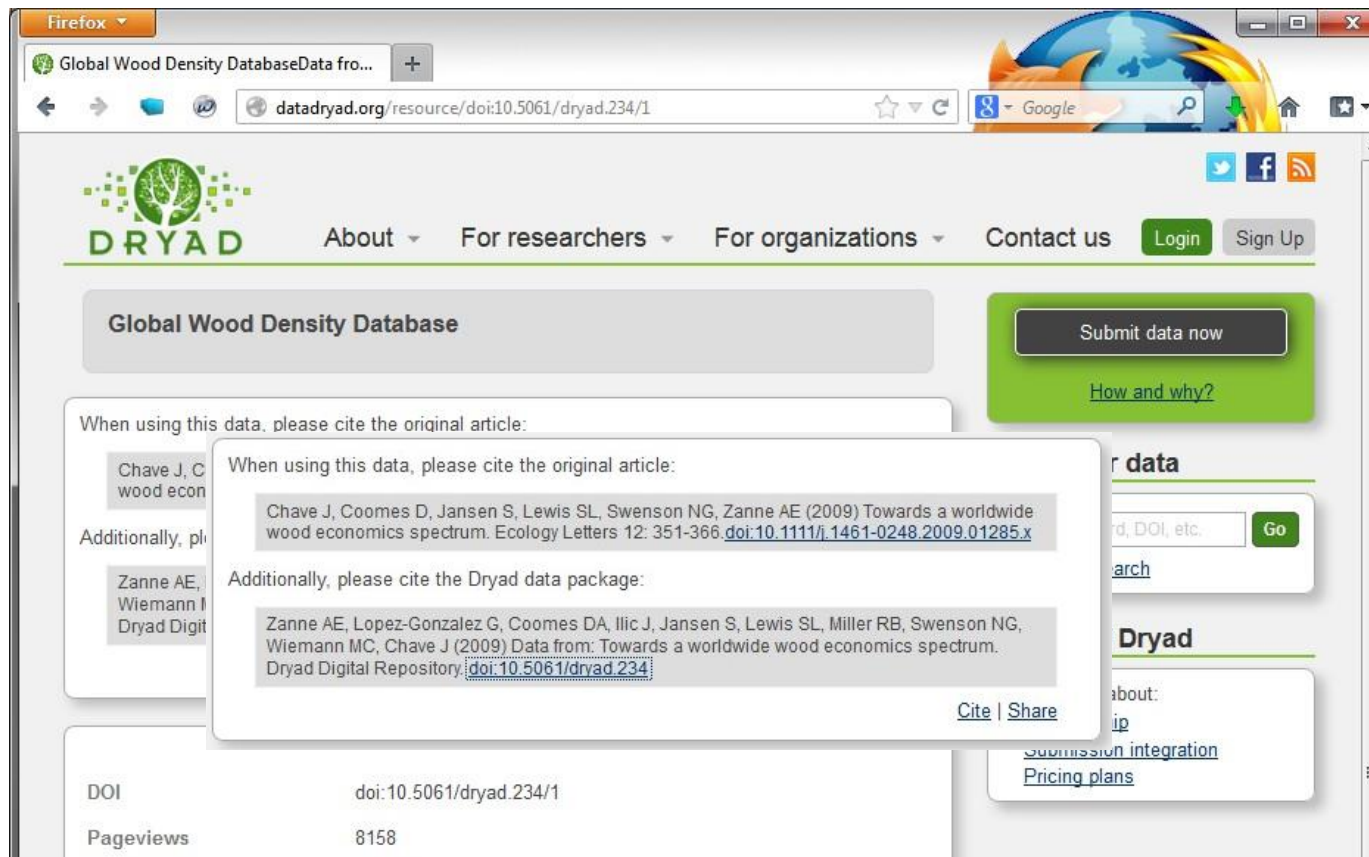 Firefox
Global Wood Density DatabaseData fro...
datadryad.org/resource/doi:10.5061/dryad.234/1
Google
DRYAD
About
For researchers
For organizations
Contact us
Login
Sign Up
Global Wood Density Database
Submit data now
How and why?
When using this data, please cite the original article:
Chave J, C
wood econ
Additionally, pl
Zanne AE,
Wiemann M
Dryad Digit
When using this data, please cite the original article:
Chave J, Coomes D, Jansen S, Lewis SL, Swenson NG, Zanne AE (2009) Towards a worldwide
wood economics spectrum. Ecology Letters 12: 351-366.doi:10.1111/j.1461-0248.2009.01285.x
Additionally, please cite the Dryad data package:
Zanne AE, Lopez-Gonzalez G, Coomes DA, Ilic J, Jansen S, Lewis SL, Miller RB, Swenson NG,
Wiemann MC, Chave J (2009) Data from: Towards a worldwide wood economics spectrum.
Dryad Digital Repository. doi:10.5061/dryad.234
Cite | Share
r data
rd, DOI, etc.
Go
arch
Dryad
bout:
ip
Submission integration
Pricing plans
DOI
doi:10.5061/dryad.234/1
Pageviews
8158